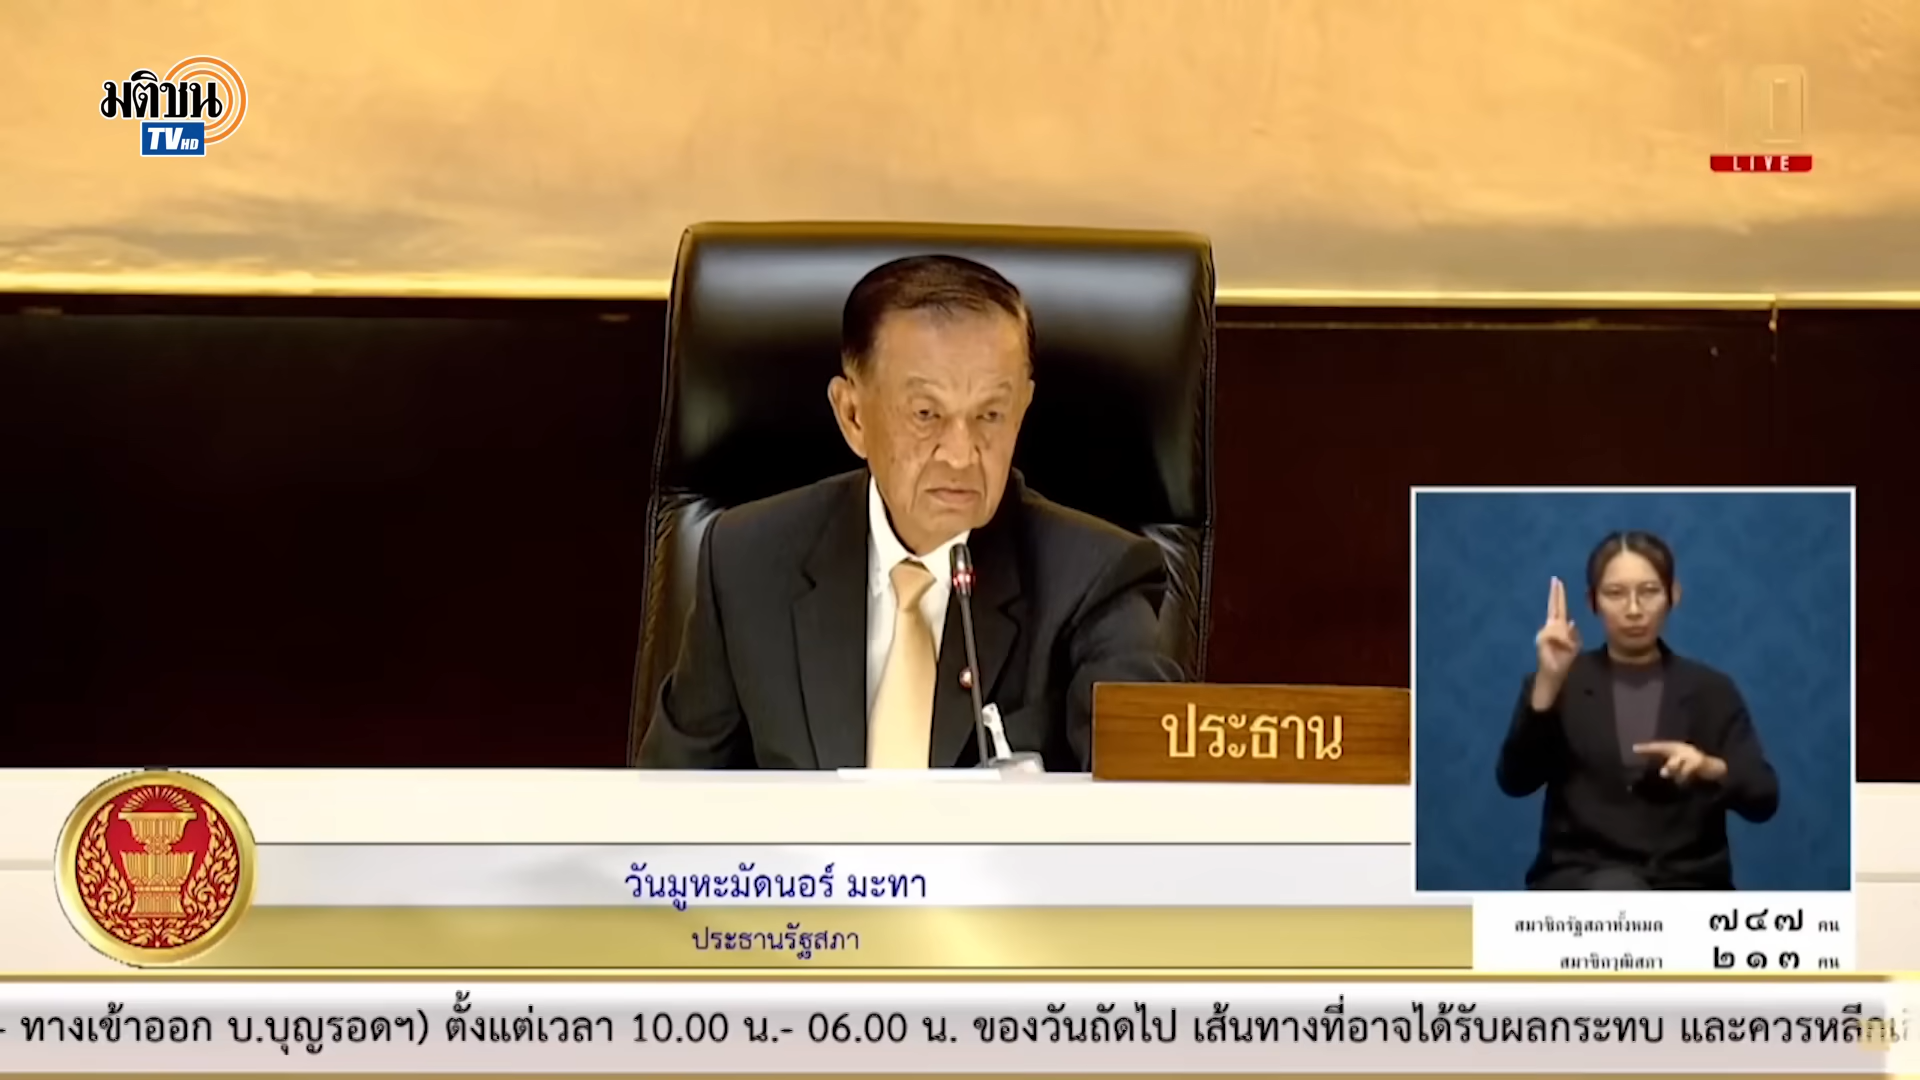 มติชน
TV HD
LIVE
ประธาน
วันมูหะมัดนอร์ มะทา
ประธานรัฐสภา
สมาชิกรัฐสภาทั้งหมด ๗๔๗ คน
สมาชิกวุฒิสภา ๒๑๓ คน
- ทางเข้าออก บ.บุญรอดฯ) ตั้งแต่เวลา 10.00 น.- 06.00 น. ของวันถัดไป เส้นทางที่อาจได้รับผลกระทบ และควร